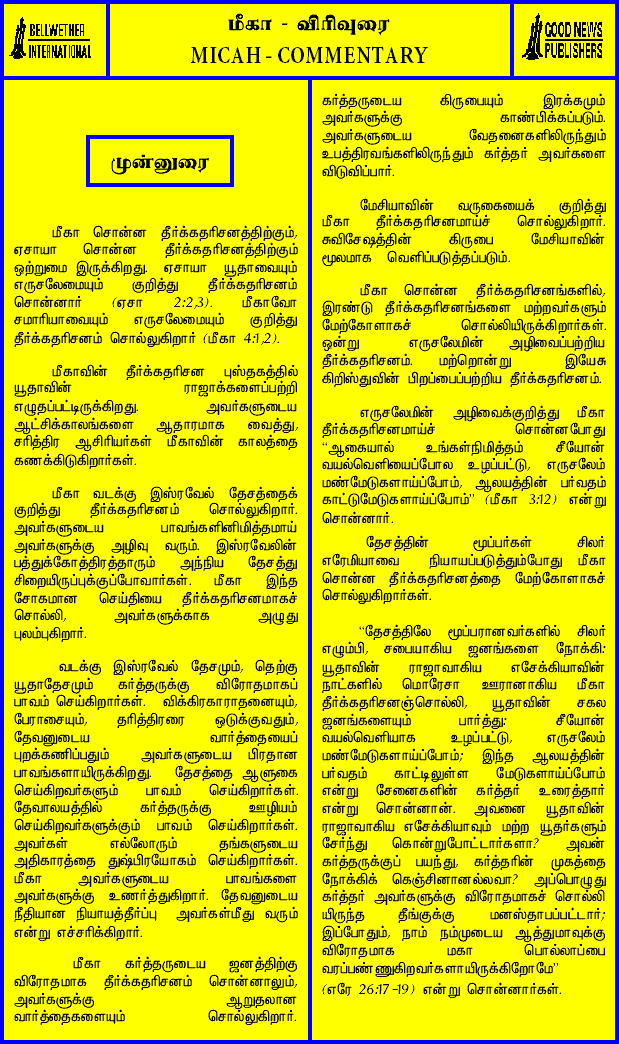 BELLWETHER
INTERNATIONAL
மீகா - விரிவுரை
MICAH - COMMENTARY
GOOD NEWS
PUBLISHERS
முன்னுரை
மீகா சொன்ன தீர்க்கதரிசனத்திற்கும்,
ஏசாயா சொன்ன தீர்க்கதரிசனத்திற்கும்
ஒற்றுமை இருக்கிறது. ஏசாயா யூதாவையும்
எருசலேமையும் குறித்து தீர்க்கதரிசனம்
சொன்னார் (ஏசா 2:2,3). மீகாவோ
சமாரியாவையும் எருசலேமையும் குறித்து
தீர்க்கதரிசனம் சொல்லுகிறார் (மீகா 4:1,2).
மீகாவின் தீர்க்கதரிசன புஸ்தகத்தில்
யூதாவின் ராஜாக்களைப்பற்றி
எழுதப்பட்டிருக்கிறது. அவர்களுடைய
ஆட்சிக்காலங்களை ஆதாரமாக வைத்து,
சரித்திர ஆசிரியர்கள் மீகாவின் காலத்தை
கணக்கிடுகிறார்கள்.
மீகா வடக்கு இஸ்ரவேல் தேசத்தைக்
குறித்து தீர்க்கதரிசனம் சொல்லுகிறார்.
அவர்களுடைய பாவங்களினிமித்தமாய்
அவர்களுக்கு அழிவு வரும். இஸ்ரவேலின்
பத்துக்கோத்திரத்தாரும் அந்நிய தேசத்து
சிறையிருப்புக்குப்போவார்கள். மீகா இந்த
சோகமான செய்தியை தீர்க்கதரிசனமாகச்
சொல்லி, அவர்களுக்காக அழுது
புலம்புகிறார்.
வடக்கு இஸ்ரவேல் தேசமும், தெற்கு
யூதாதேசமும் கர்த்தருக்கு விரோதமாகப்
பாவம் செய்கிறார்கள். விக்கிரகாராதனையும்,
பேராசையும், தரித்திரரை ஒடுக்குவதும்,
தேவனுடைய வார்த்தையைப்
புறக்கணிப்பதும் அவர்களுடைய பிரதான
பாவங்களாயிருக்கிறது. தேசத்தை ஆளுகை
செய்கிறவர்களும் பாவம் செய்கிறார்கள்.
தேவாலயத்தில் கர்த்தருக்கு ஊழியம்
செய்கிறவர்களுக்கும் பாவம் செய்கிறார்கள்.
அவர்கள் எல்லோரும் தங்களுடைய
அதிகாரத்தை துஷ்பிரயோகம் செய்கிறார்கள்.
மீகா அவர்களுடைய பாவங்களை
அவர்களுக்கு உணர்த்துகிறார். தேவனுடைய
நீதியான நியாயத்தீர்ப்பு அவர்கள்மீது வரும்
என்று எச்சரிக்கிறார்.
மீகா கர்த்தருடைய ஜனத்திற்கு
விரோதமாக தீர்க்கதரிசனம் சொன்னாலும்,
அவர்களுக்கு ஆறுதலான
வார்த்தைகளையும் சொல்லுகிறார்.
கர்த்தருடைய கிருபையும் இரக்கமும்
அவர்களுக்கு காண்பிக்கப்படும்.
அவர்களுடைய வேதனைகளிலிருந்தும்
உபத்திரவங்களிலிருந்தும் கர்த்தர் அவர்களை
விடுவிப்பார்.
மேசியாவின் வருகையைக் குறித்து
மீகா தீர்க்கதரிசனமாய்ச் சொல்லுகிறார்.
சுவிசேஷத்தின் கிருபை மேசியாவின்
மூலமாக வெளிப்படுத்தப்படும்.
மீகா சொன்ன தீர்க்கதரிசனங்களில்,
இரண்டு தீர்க்கதரிசனங்களை மற்றவர்களும்
மேற்கோளாகச் சொல்லியிருக்கிறார்கள்.
ஒன்று எருசலேமின் அழிவைப்பற்றிய
தீர்க்கதரிசனம். மற்றொன்று இயேசு
கிறிஸ்துவின் பிறப்பைப்பற்றிய தீர்க்கதரிசனம்.
எருசலேமின் அழிவைக்குறித்து மீகா
தீர்க்கதரிசனமாய்ச் சொன்னபோது
“ஆகையால் உங்கள்நிமித்தம் சீயோன்
வயல்வெளியைப்போல உழப்பட்டு, எருசலேம்
மண்மேடுகளாய்ப்போம், ஆலயத்தின் பர்வதம்
காட்டுமேடுகளாய்ப்போம்” (மீகா 3:12) என்று
சொன்னார்.
தேசத்தின் மூப்பர்கள் சிலர்
எரேமியாவை நியாயப்படுத்தும்போது மீகா
சொன்ன தீர்க்கதரிசனத்தை மேற்கோளாகச்
சொல்லுகிறார்கள்.
“தேசத்திலே மூப்பரானவர்களில் சிலர்
எழும்பி, சபையாகிய ஜனங்களை நோக்கி:
யூதாவின் ராஜாவாகிய எசேக்கியாவின்
நாட்களில் மொரேசா ஊரானாகிய மீகா
தீர்க்கதரிசனஞ்சொல்லி, யூதாவின் சகல
ஜனங்களையும் பார்த்து: சீயோன்
வயல்வெளியாக உழப்பட்டு, எருசலேம்
மண்மேடுகளாய்ப்போம்; இந்த ஆலயத்தின்
பர்வதம் காட்டிலுள்ள மேடுகளாய்ப்போம்
என்று சேனைகளின் கர்த்தர் உரைத்தார்
என்று சொன்னான். அவனை யூதாவின்
ராஜாவாகிய எசேக்கியாவும் மற்ற யூதர்களும்
சேர்ந்து கொன்றுபோட்டார்களா? அவன்
கர்த்தருக்குப் பயந்து, கர்த்தரின் முகத்தை
நோக்கிக் கெஞ்சினானல்லவா? அப்பொழுது
கர்த்தர் அவர்களுக்கு விரோதமாகச் சொல்லி
யிருந்த தீங்குக்கு மனஸ்தாபப்பட்டார்;
இப்போதும், நாம் நம்முடைய ஆத்துமாவுக்கு
விரோதமாக மகா பொல்லாப்பை
வரப்பண்ணுகிறவர்களாயிருக்கிறோமே”
(எரே 26:17-19) என்று சொன்னார்கள்.